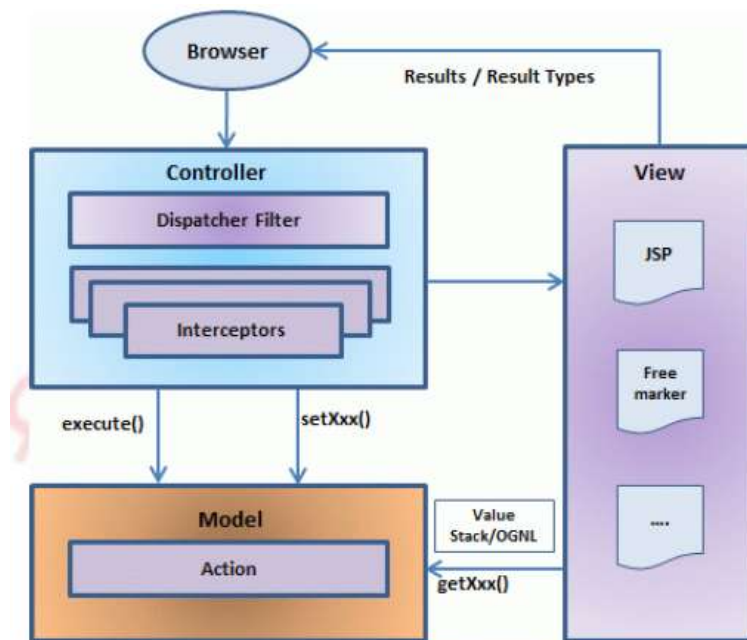 Browser
Results / Result Types
Controller
Dispatcher Filter
Interceptors
execute()
setXxx()
View
JSP
Free
marker
....
Model
Action
Value
Stack/OGNL
getXxx()